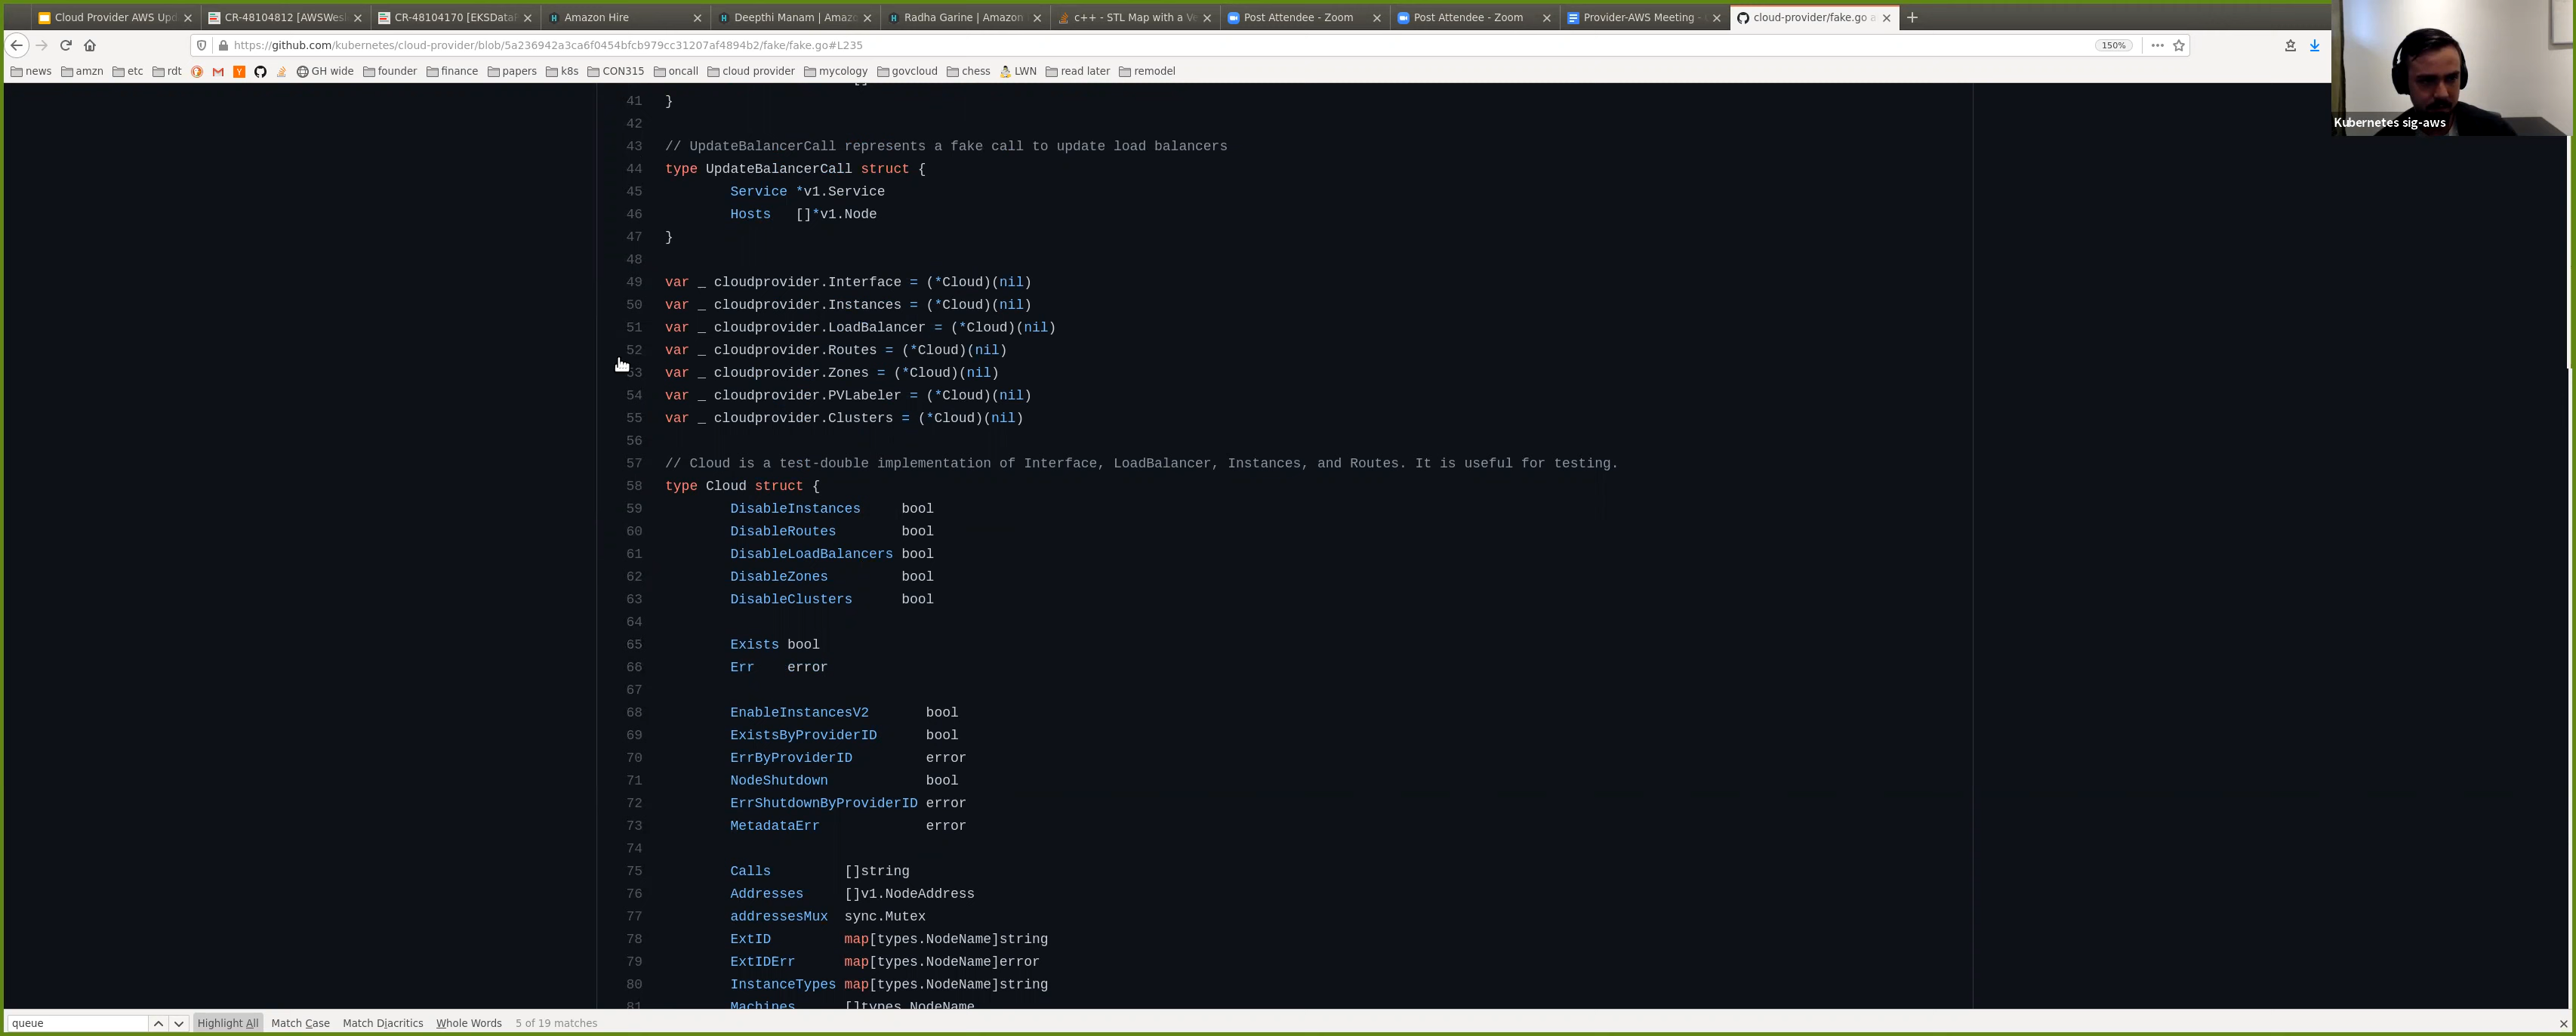 Cloud Provider AWS Upd
CR-48104812 [AWSWesl
CR-48104170 [EKSData
Amazon Hire
Deepthi Manam | Amazo
Radha Garine | Amazon
c++ - STL Map with a Ve
Post Attendee - Zoom
Post Attendee - Zoom
Provider-AWS Meeting -
cloud-provider/fake.go a
https://github.com/kubernetes/cloud-provider/blob/5a236942a3ca6f0454bfcb979cc31207af4894b2/fake/fake.go#L235
150%
news amzn etc rdt GH wide founder finance papers k8s CON315 oncall cloud provider mycology govcloud chess LWN read later remodel
Kubernetes sig-aws
41 }
42
43 // UpdateBalancerCall represents a fake call to update load balancers
44 type UpdateBalancerCall struct {
45 Service *v1.Service
46 Hosts []*v1.Node
47 }
48
49 var _ cloudprovider.Interface = (*Cloud)(nil)
50 var _ cloudprovider.Instances = (*Cloud)(nil)
51 var _ cloudprovider.LoadBalancer = (*Cloud)(nil)
52 var _ cloudprovider.Routes = (*Cloud)(nil)
53 var _ cloudprovider.Zones = (*Cloud)(nil)
54 var _ cloudprovider.PVLabeler = (*Cloud)(nil)
55 var _ cloudprovider.Clusters = (*Cloud)(nil)
56
57 // Cloud is a test-double implementation of Interface, LoadBalancer, Instances, and Routes. It is useful for testing.
58 type Cloud struct {
59 DisableInstances bool
60 DisableRoutes bool
61 DisableLoadBalancers bool
62 DisableZones bool
63 DisableClusters bool
64
65 Exists bool
66 Err error
67
68 EnableInstancesV2 bool
69 ExistsByProviderID bool
70 ErrByProviderID error
71 NodeShutdown bool
72 ErrShutdownByProviderID error
73 MetadataErr error
74
75 Calls []string
76 Addresses []v1.NodeAddress
77 addressesMux sync.Mutex
78 ExtID map[types.NodeName]string
79 ExtIDErr map[types.NodeName]error
80 InstanceTypes map[types.NodeName]string
81 Machines []types.NodeName
queue
Highlight All Match Case Match Diacritics Whole Words 5 of 19 matches